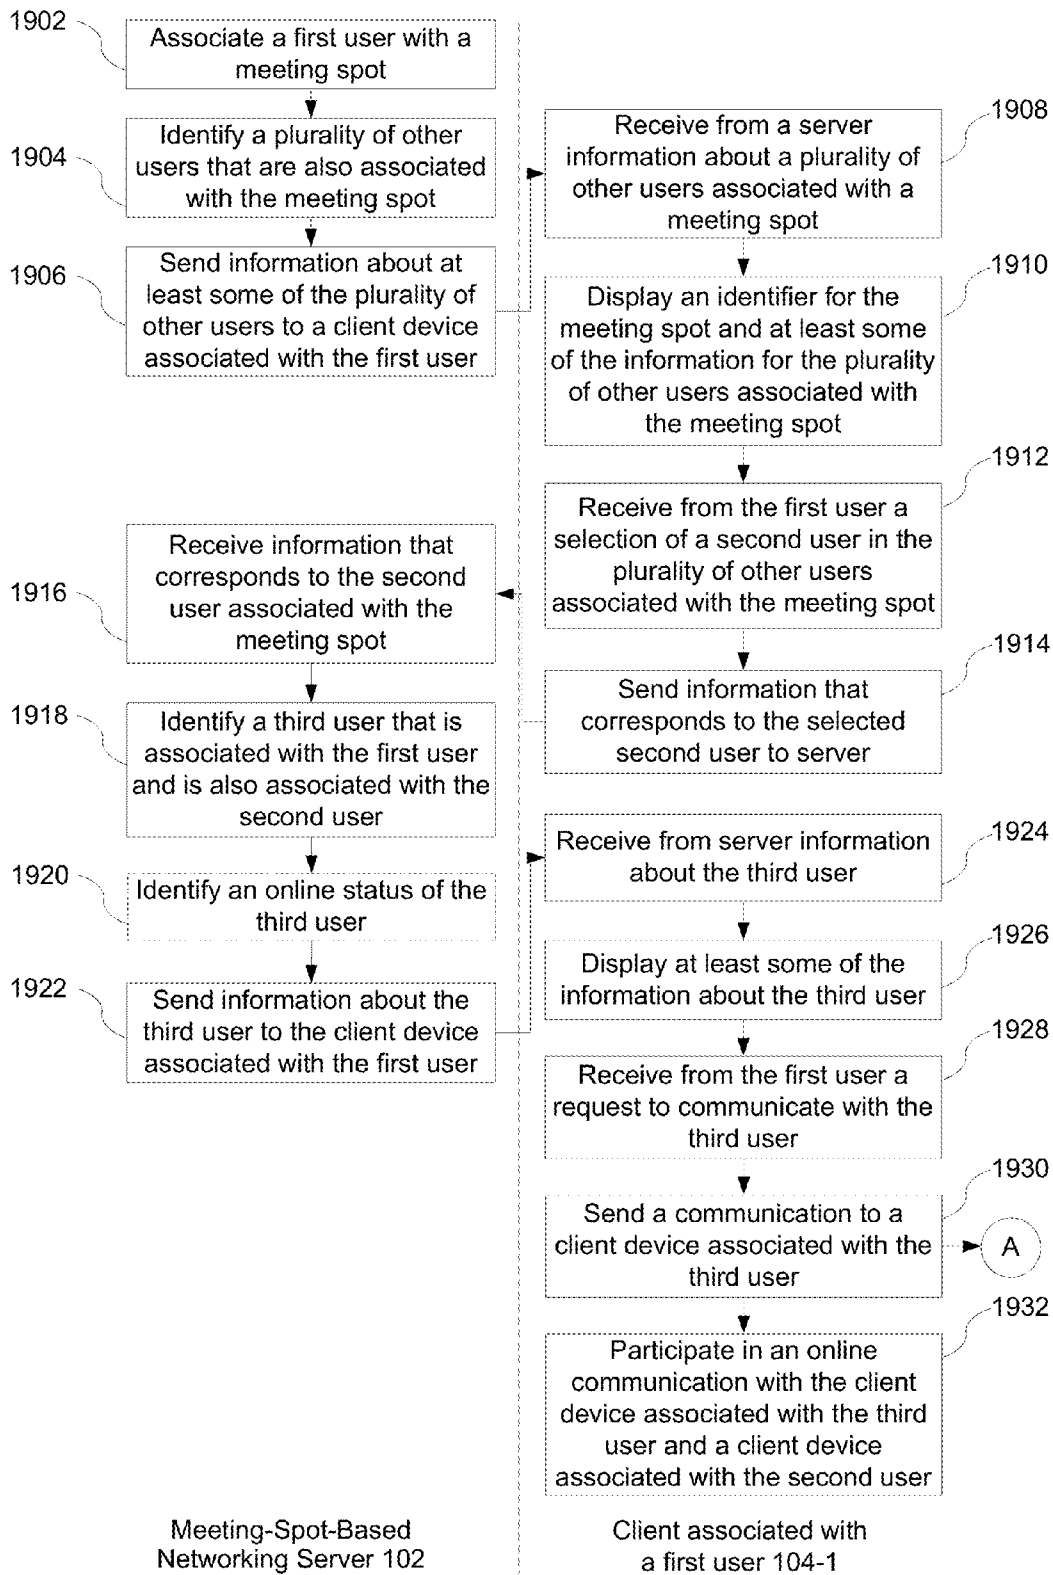 1902
Associate a first user with a
meeting spot
1904
Identify a plurality of other
users that are also associated
with the meeting spot
1906
Send information about at
least some of the plurality of
other users to a client device
associated with the first user
1908
Receive from a server
information about a plurality of
other users associated with a
meeting spot
1910
Display an identifier for the
meeting spot and at least some
of the information for the plurality
of other users associated with
the meeting spot
1912
Receive from the first user a
selection of a second user in the
plurality of other users
associated with the meeting spot
1914
Send information that
corresponds to the selected
second user to server
1916
Receive information that
corresponds to the second
user associated with the
meeting spot
1918
Identify a third user that is
associated with the first user
and is also associated with the
second user
1920
Identify an online status of the
third user
1922
Send information about the
third user to the client device
associated with the first user
1924
Receive from server information
about the third user
1926
Display at least some of the
information about the third user
1928
Receive from the first user a
request to communicate with the
third user
1930
Send a communication to a
client device associated with the
third user
A
1932
Participate in an online
communication with the client
device associated with the third
user and a client device
associated with the second user
Meeting-Spot-Based
Networking Server 102
Client associated with
a first user 104-1